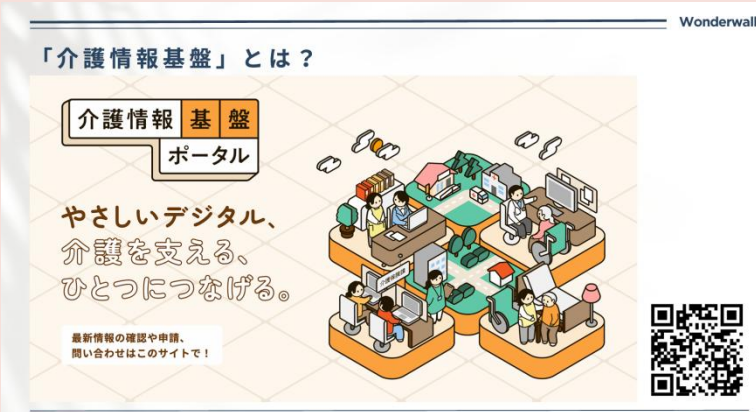 Wonderwall
「介護情報基盤」とは？
介護情報基盤
ポータル
やさしいデジタル、
介護を支える、
ひとつにつなげる。
最新情報の確認や申請、
問い合わせはこのサイトで！